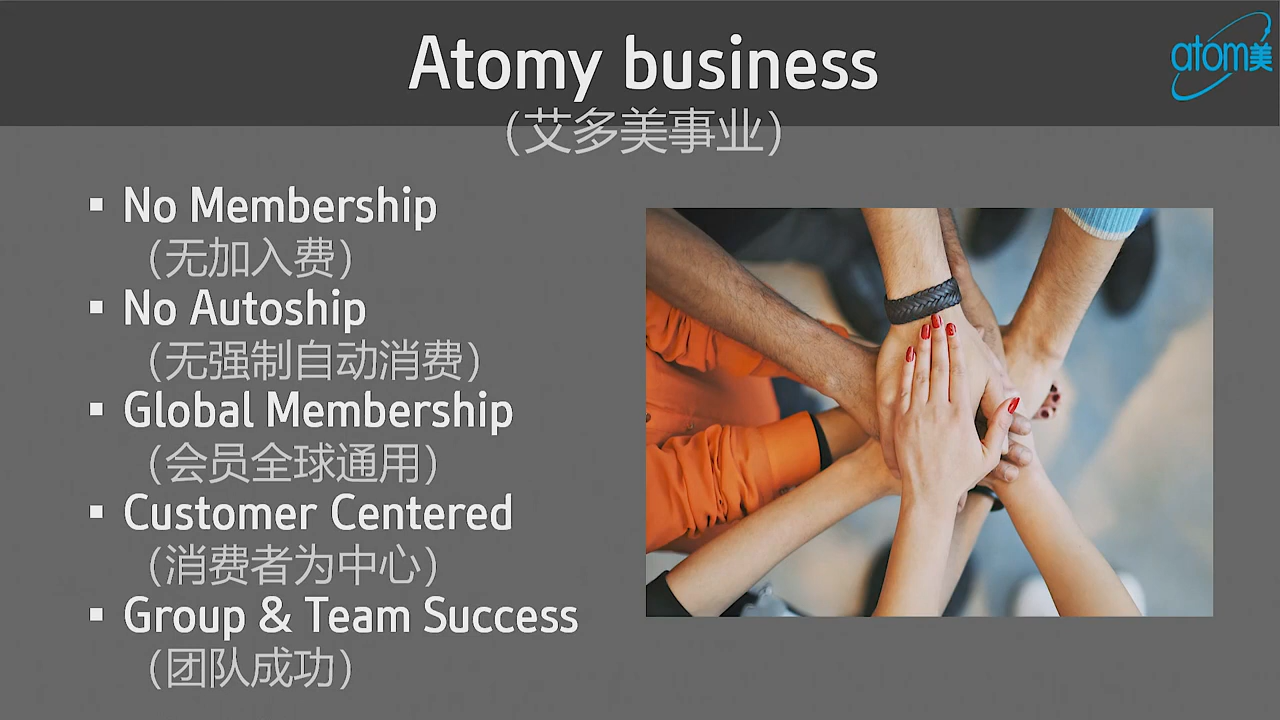 Atomy business
(艾多美事业)
atom美
▪ No Membership
(无加入费)
▪ No Autoship
(无强制自动消费)
▪ Global Membership
(会员全球通用)
▪ Customer Centered
(消费者为中心)
▪ Group & Team Success
(团队成功)